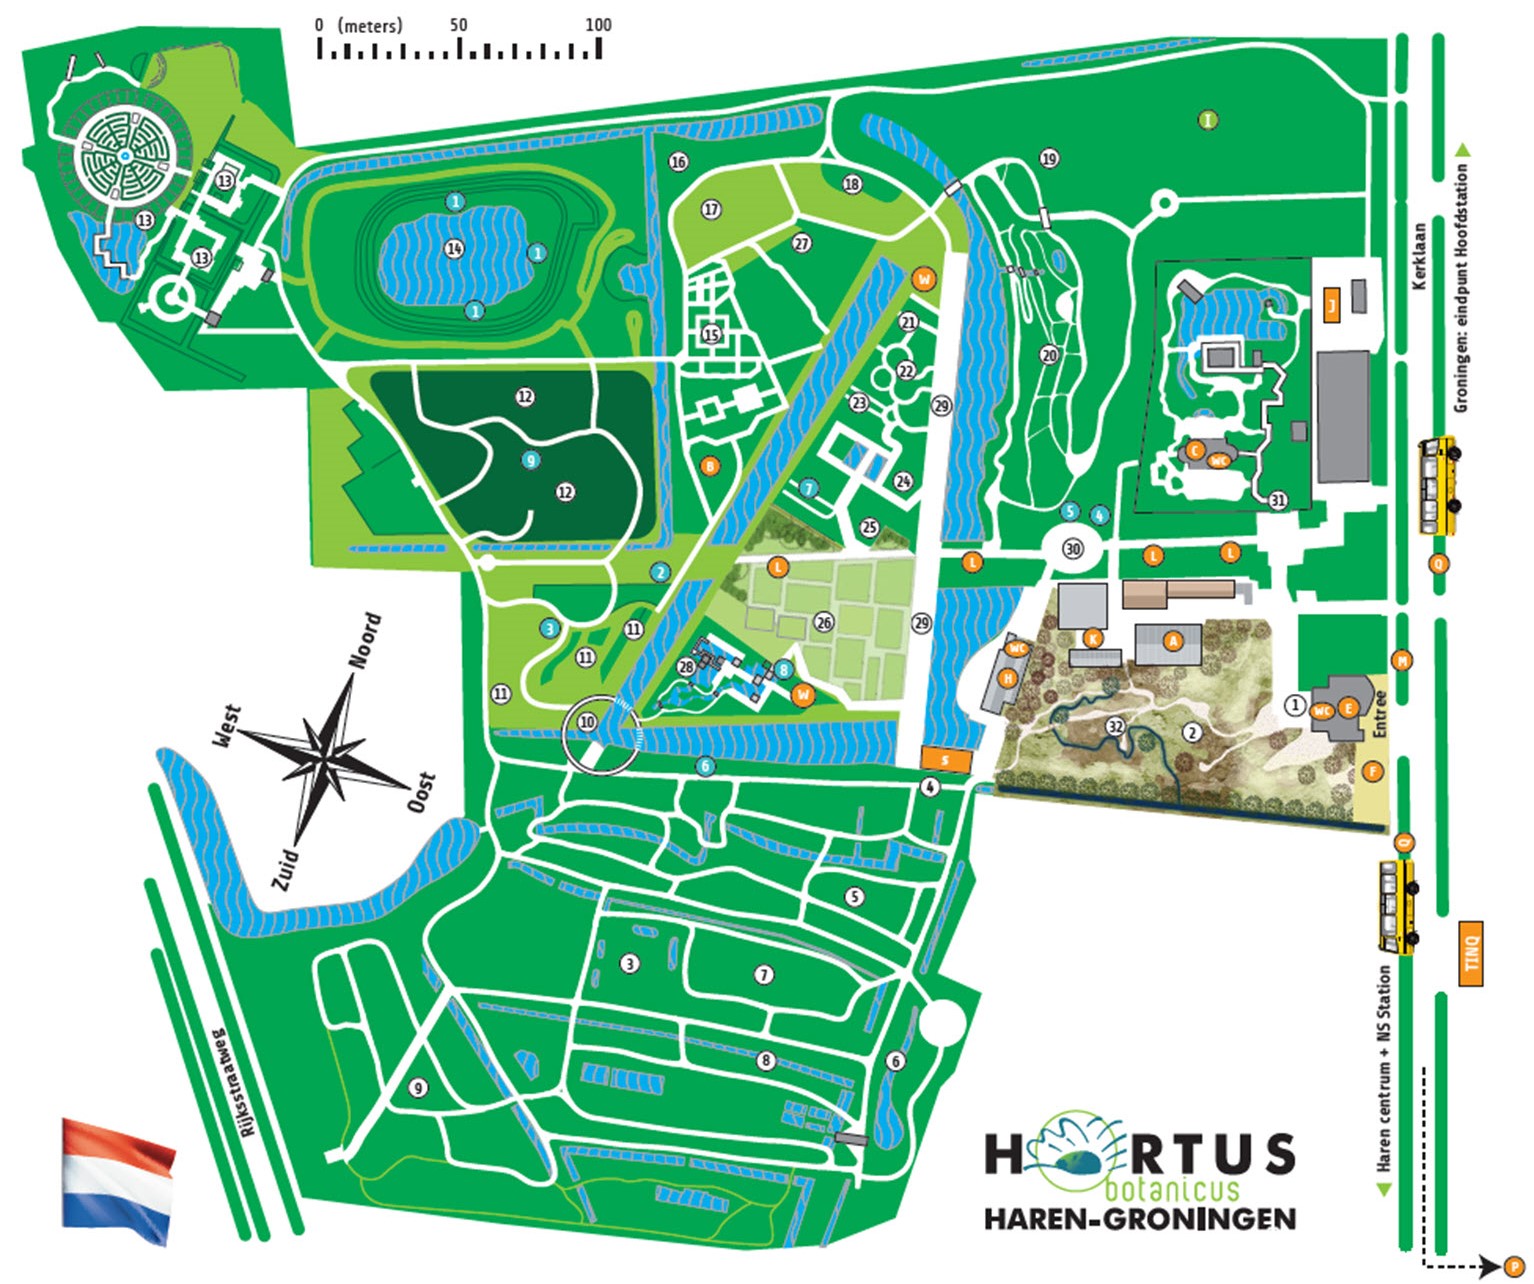 0 (meters) 50 100
I
19
16
18
13
1
17
14
27
13
13
1
W
J
1
21
15
20
22
12
23
29
B
9
C
WC
24
7
12
31
5
4
25
30
L
L
L
L
Q
2
26
29
3
11
K
A
WC
11
28
8
M
H
11
W
1
WC
E
10
32
2
6
S
F
4
Q
5
3
7
8
6
9
P
Kerklaan
Groningen: eindpunt Hoofdstation
Entree
TINQ
Haren centrum + NS Station
Noord
West
Oost
Zuid
Rijksstraatweg
HORTUS
botanicus
HAREN-GRONINGEN